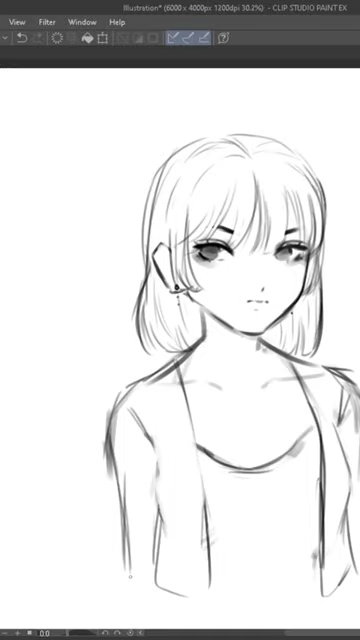 Illustration* (6000 x 4000px 1200dpi 30.2%) - CLIP STUDIO PAINT EX
View Filter Window Help
0.0